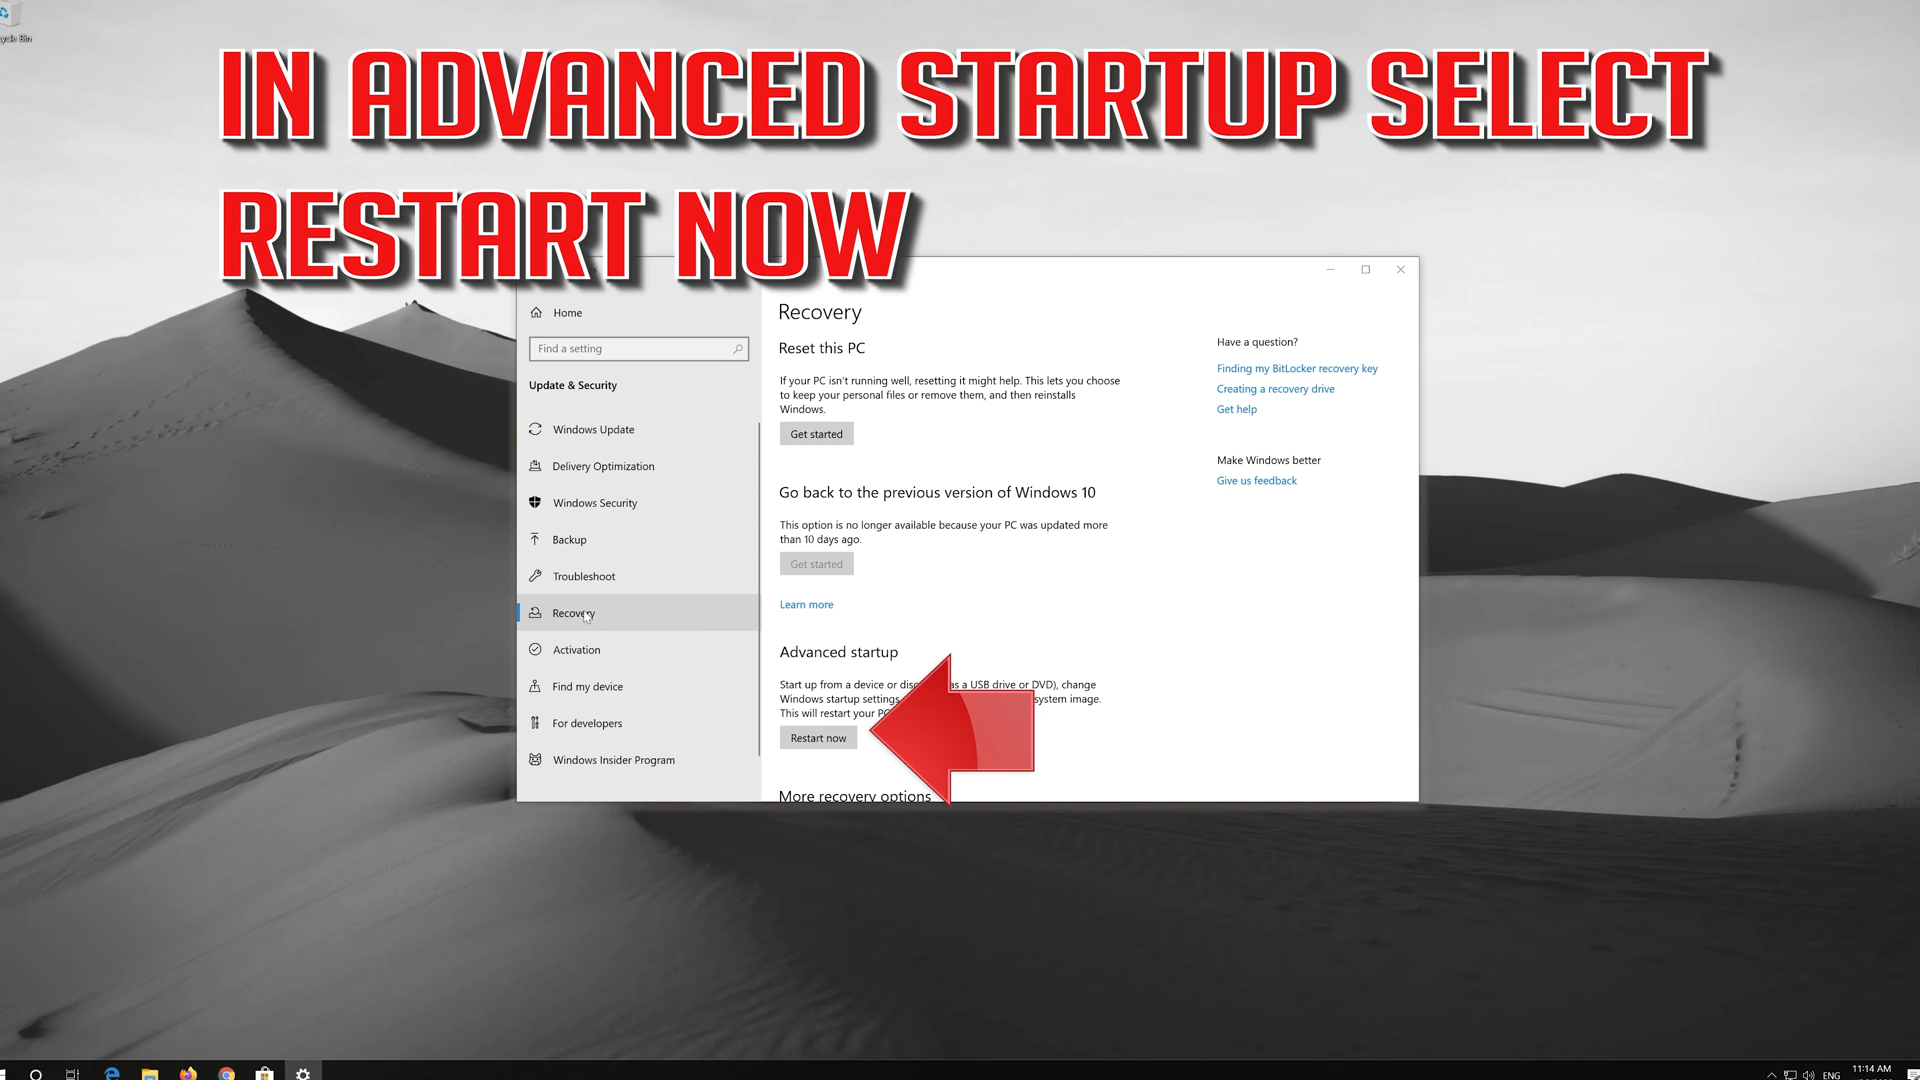 cycle Bin
IN ADVANCED STARTUP SELECT
RESTART NOW
Home
Find a setting
Update & Security
Windows Update
Delivery Optimization
Windows Security
Backup
Troubleshoot
Recovery
Activation
Find my device
For developers
Windows Insider Program
Recovery
Reset this PC
If your PC isn't running well, resetting it might help. This lets you choose
to keep your personal files or remove them, and then reinstalls
Windows.
Get started
Go back to the previous version of Windows 10
This option is no longer available because your PC was updated more
than 10 days ago.
Get started
Learn more
Advanced startup
Start up from a device or disc as a USB drive or DVD), change
Windows startup settings system image.
This will restart your PC
Restart now
More recovery options
Have a question?
Finding my BitLocker recovery key
Creating a recovery drive
Get help
Make Windows better
Give us feedback
ENG
11:14 AM